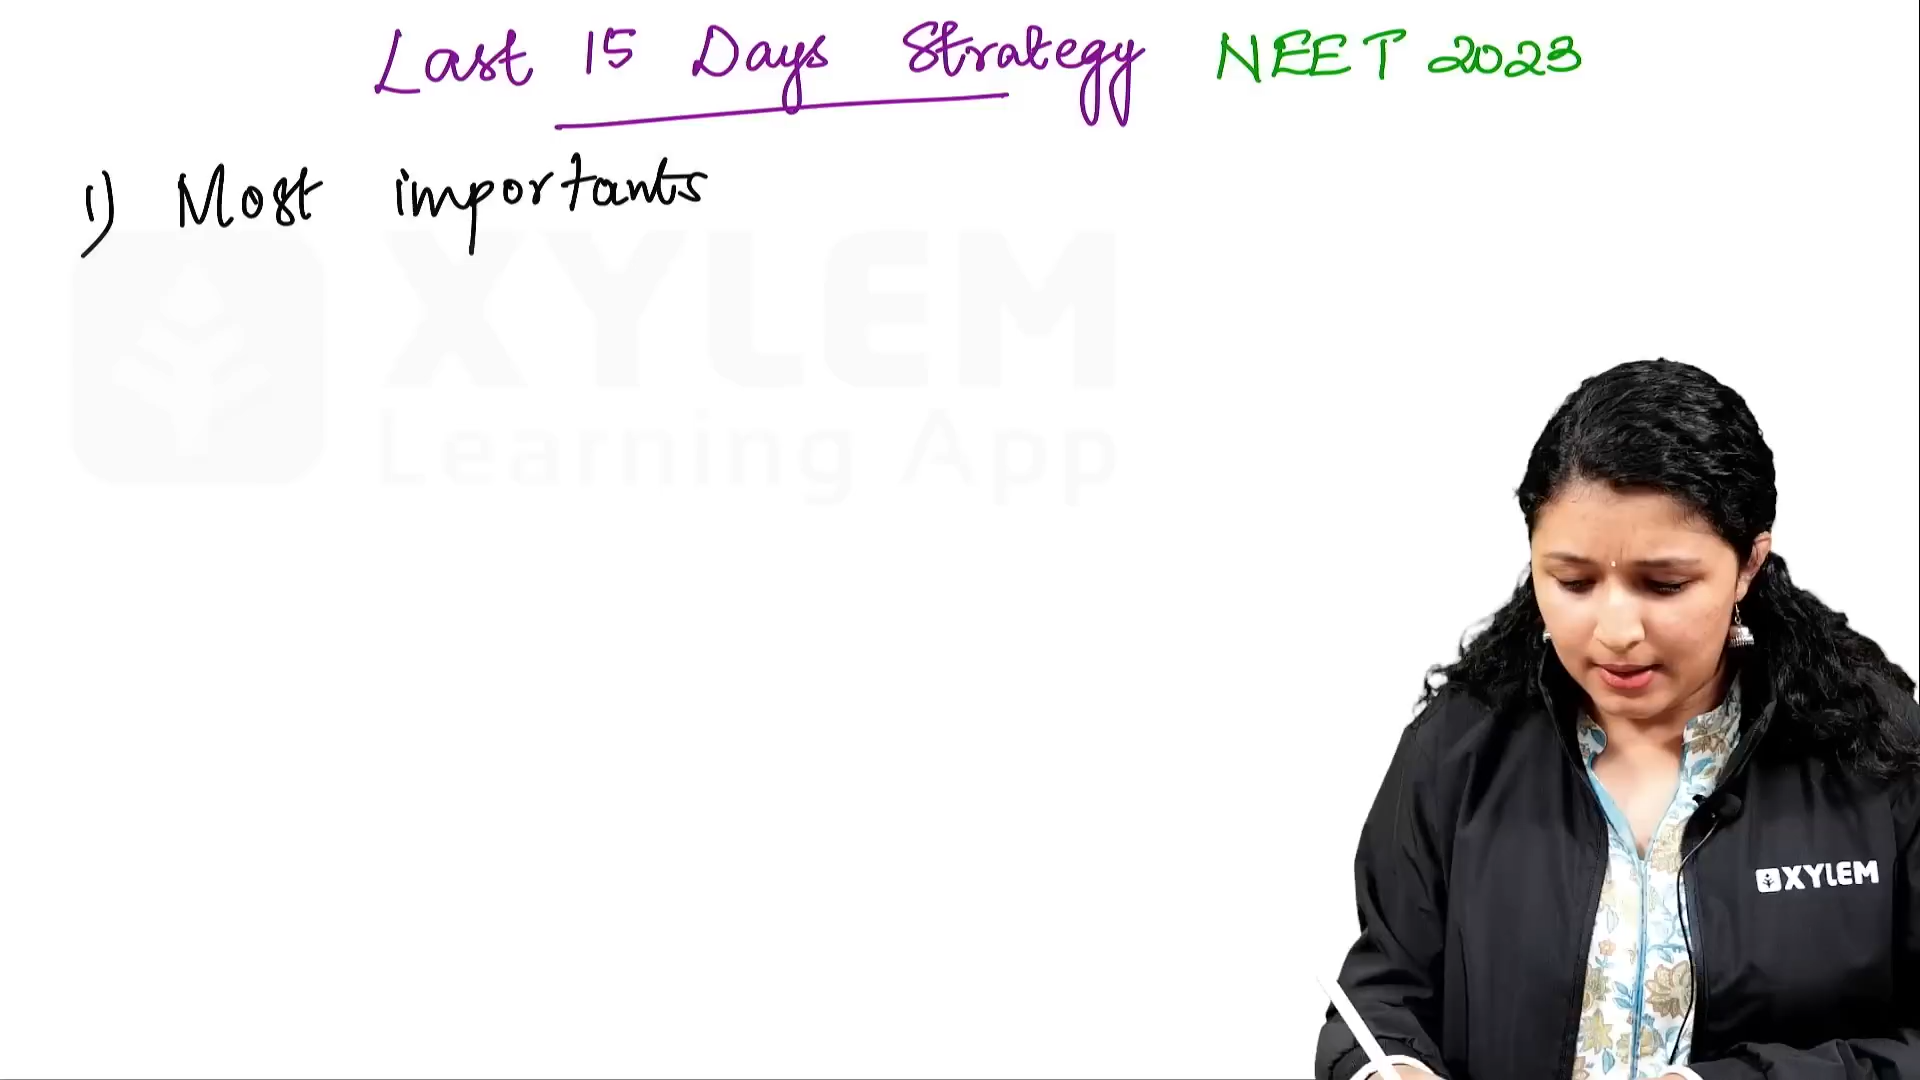 Last 15 Days Strategy NEET 2023
1) Most importants
XYLEM
Learning App
XYLEM